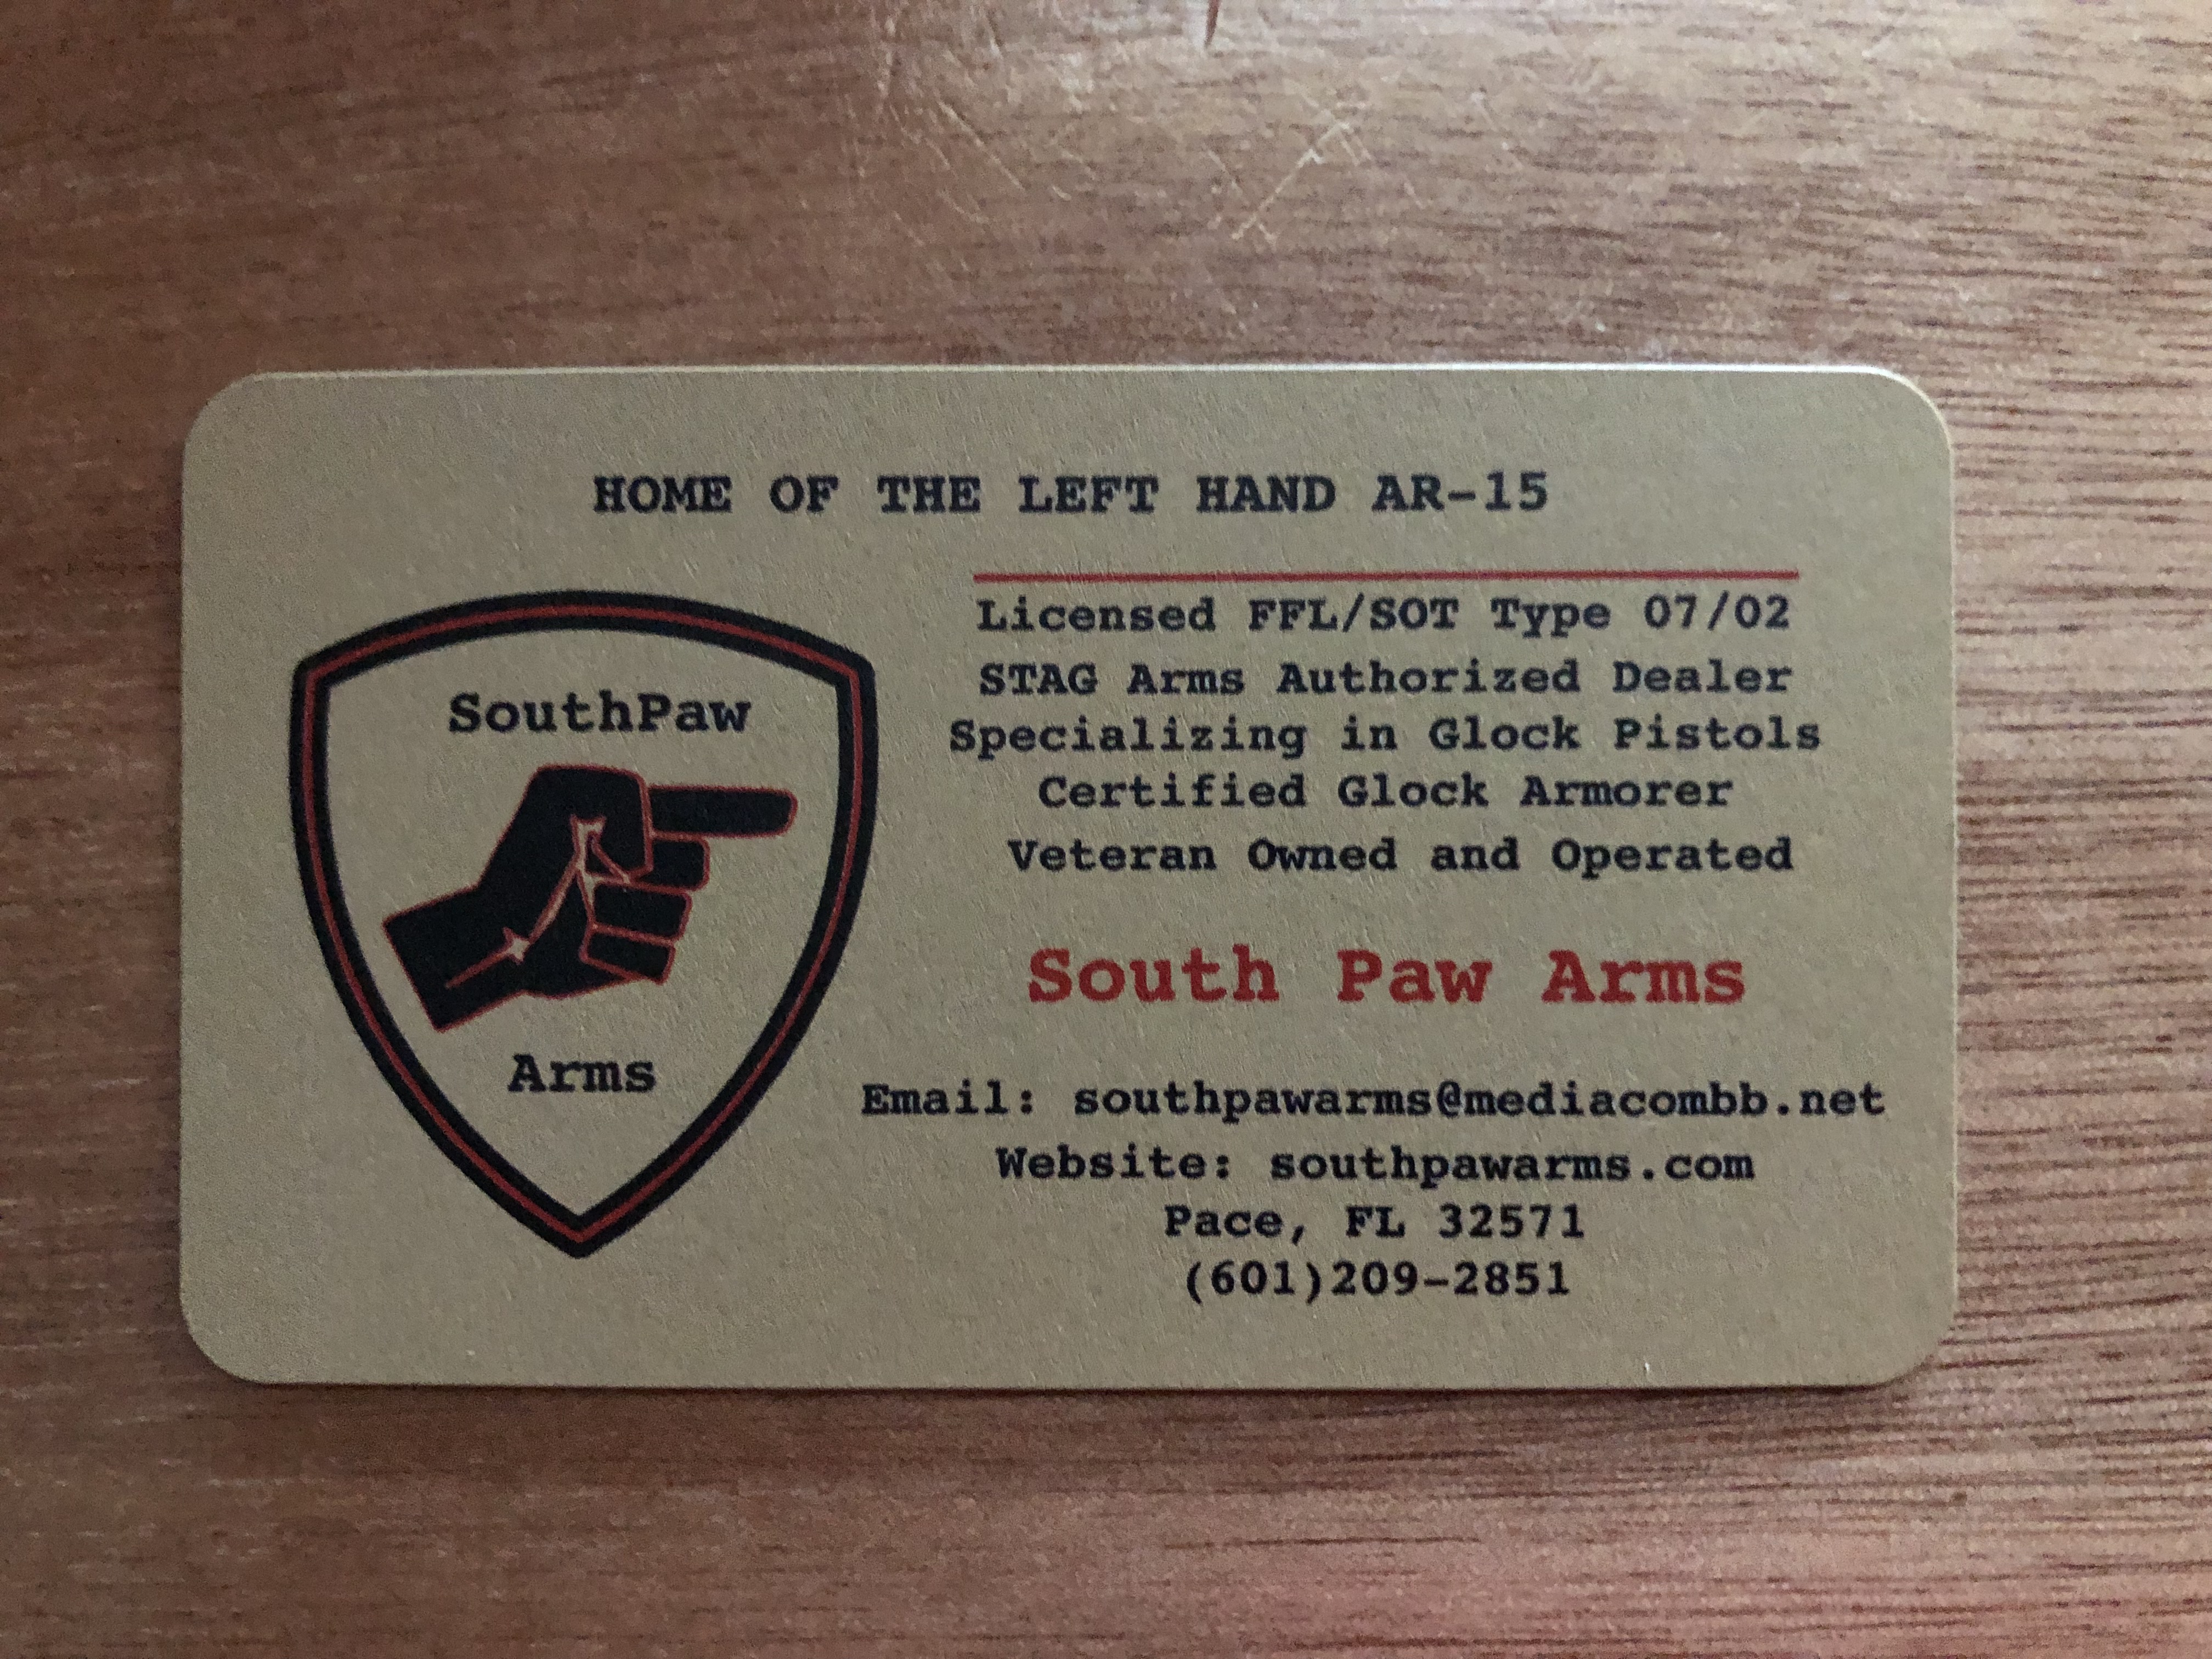 HOME OF THE LEFT HAND AR-15
SouthPaw
Arms
Licensed FFL/SOT Type 07/02
STAG Arms Authorized Dealer
Specializing in Glock Pistols
Certified Glock Armorer
Veteran Owned and Operated
South Paw Arms
Email: southpawarms@mediacombb.net
Website: southpawarms.com
Pace, FL 32571
(601)209-2851